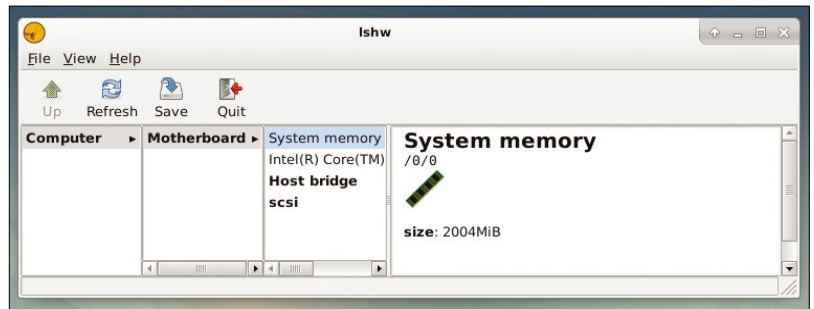 lshw
File View Help
Up Refresh Save Quit
Computer
Motherboard
System memory
Intel(R) Core(TM)
Host bridge
scsi
System memory
/0/0
size: 2004MiB